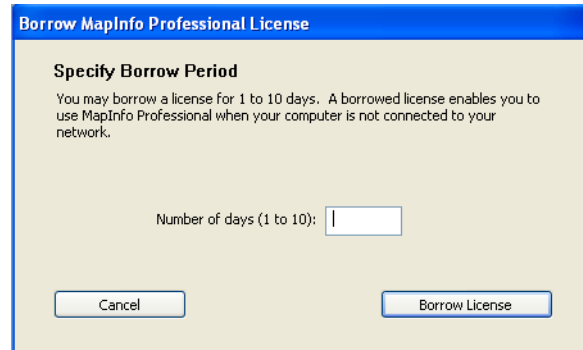 Borrow MapInfo Professional License
Specify Borrow Period
You may borrow a license for 1 to 10 days. A borrowed license enables you to
use MapInfo Professional when your computer is not connected to your
network.
Number of days (1 to 10):
Cancel
Borrow License